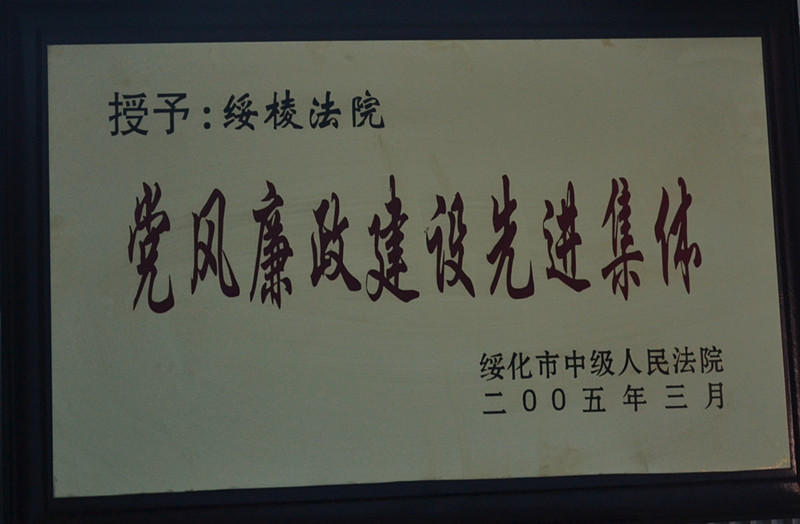 授予:绥棱法院
党风廉政建设先进集体
绥化市中级人民法院
二00五年三月